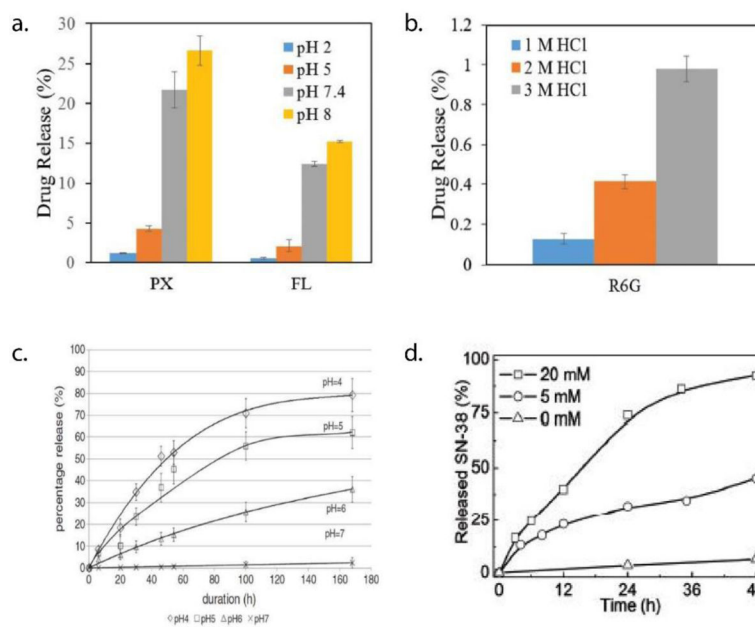 a.
Drug Release (%)
30
25
20
15
10
5
0
pH 2
pH 5
pH 7.4
pH 8
PX
FL
b.
Drug Release (%)
1.2
1
0.8
0.6
0.4
0.2
0
1 M HCl
2 M HCl
3 M HCl
R6G
c.
percentage release (%)
100
90
80
70
60
50
40
30
20
10
0
pH=4
pH=5
pH=6
pH=7
0 20 40 60 80 100 120 140 160 180
duration (h)
pH4 pH5 pH6 pH7
d.
Released SN-38 (%)
100
75
50
25
0
20 mM
5 mM
0 mM
0 12 24 36 48
Time (h)